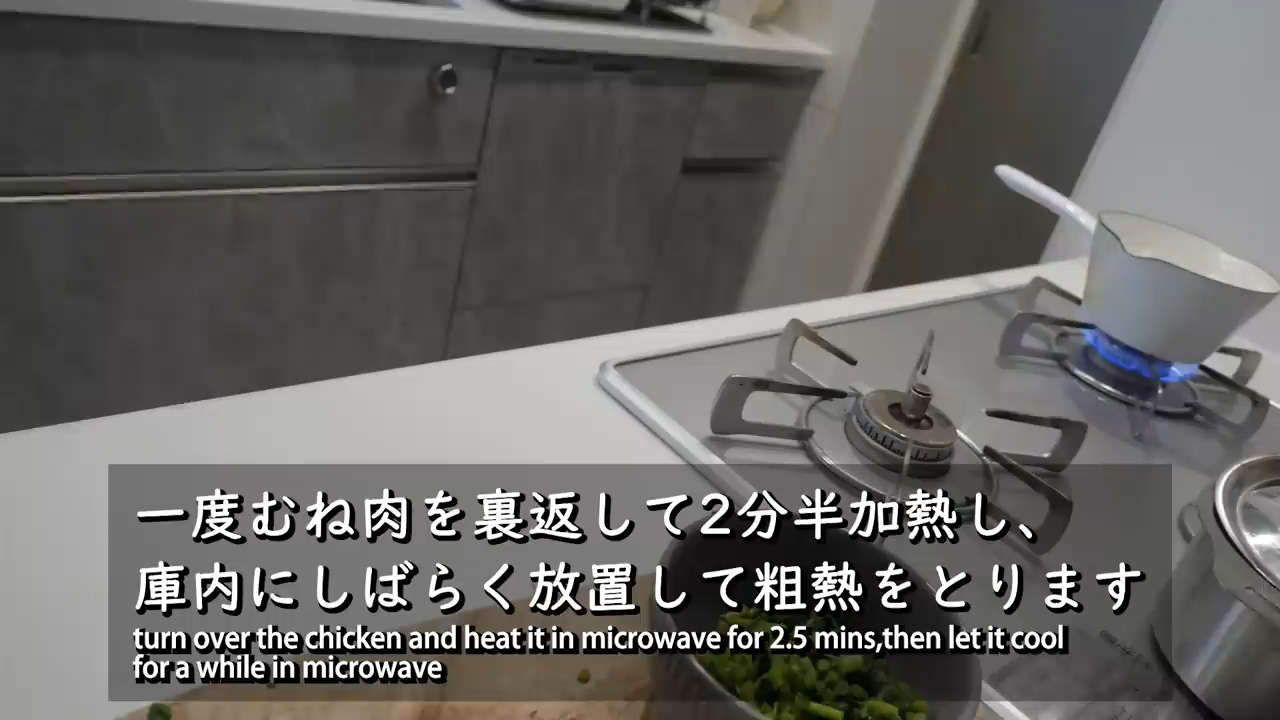 一度むね肉を裏返して2分半加熱し、
庫内にしばらく放置して粗熱をとります
turn over the chicken and heat it in microwave for 2.5 mins,then let it cool
for a while in microwave